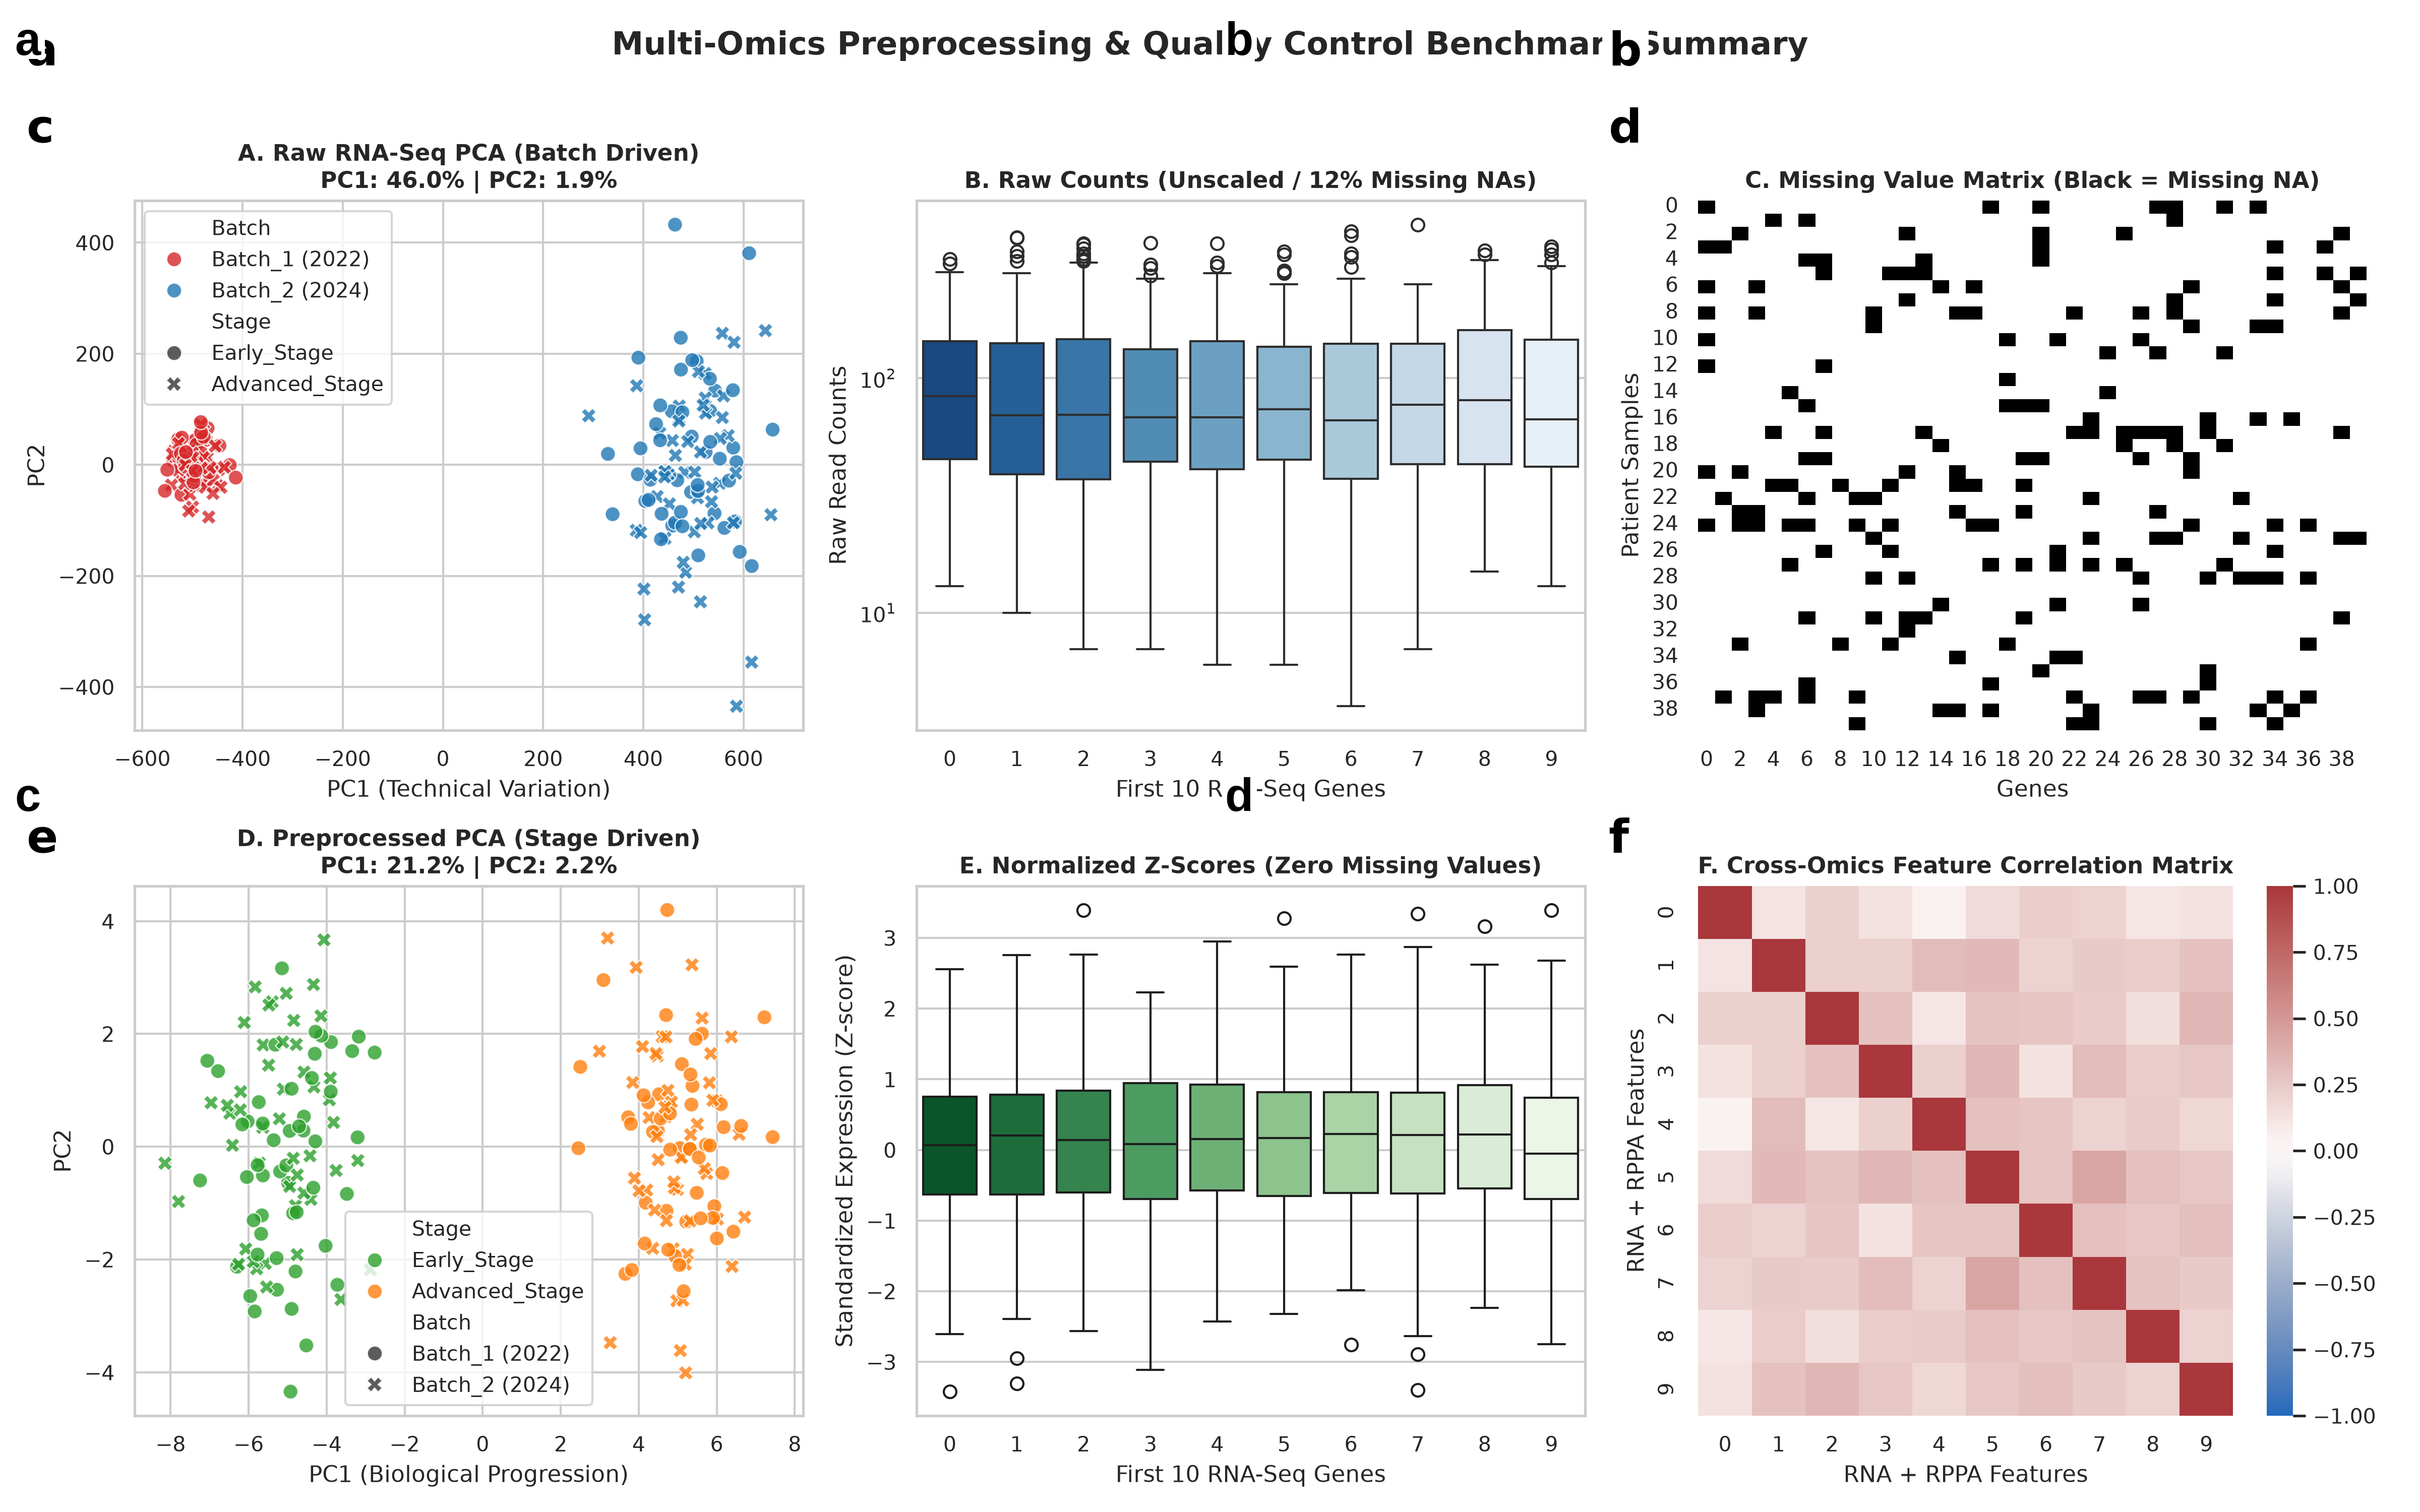 a.
a
Multi-Omics Preprocessing & Qual
b
y Control Benchmar
b
Summary
c
d
A. Raw RNA-Seq PCA (Batch Driven)
PC1: 46.0% | PC2: 1.9%
Batch
Batch_1 (2022)
Batch_2 (2024)
Stage
Early_Stage
Advanced_Stage
400
200
0
−200
−400
PC2
−600 −400 −200 0 200 400 600
PC1 (Technical Variation)
B. Raw Counts (Unscaled / 12% Missing NAs)
10²
10¹
Raw Read Counts
0 1 2 3 4 5 6 7 8 9
First 10 R
d
-Seq Genes
C. Missing Value Matrix (Black = Missing NA)
0
2
4
6
8
10
12
14
16
18
20
22
24
26
28
30
32
34
36
38
Patient Samples
0 2 4 6 8 10 12 14 16 18 20 22 24 26 28 30 32 34 36 38
Genes
c
e
f
D. Preprocessed PCA (Stage Driven)
PC1: 21.2% | PC2: 2.2%
4
2
0
−2
−4
PC2
Stage
Early_Stage
Advanced_Stage
Batch
Batch_1 (2022)
Batch_2 (2024)
−8 −6 −4 −2 0 2 4 6 8
PC1 (Biological Progression)
E. Normalized Z-Scores (Zero Missing Values)
3
2
1
0
−1
−2
−3
Standardized Expression (Z-score)
0 1 2 3 4 5 6 7 8 9
First 10 RNA-Seq Genes
F. Cross-Omics Feature Correlation Matrix
0
1
2
3
4
5
6
7
8
9
RNA + RPPA Features
0 1 2 3 4 5 6 7 8 9
RNA + RPPA Features
1.00
0.75
0.50
0.25
0.00
−0.25
−0.50
−0.75
−1.00